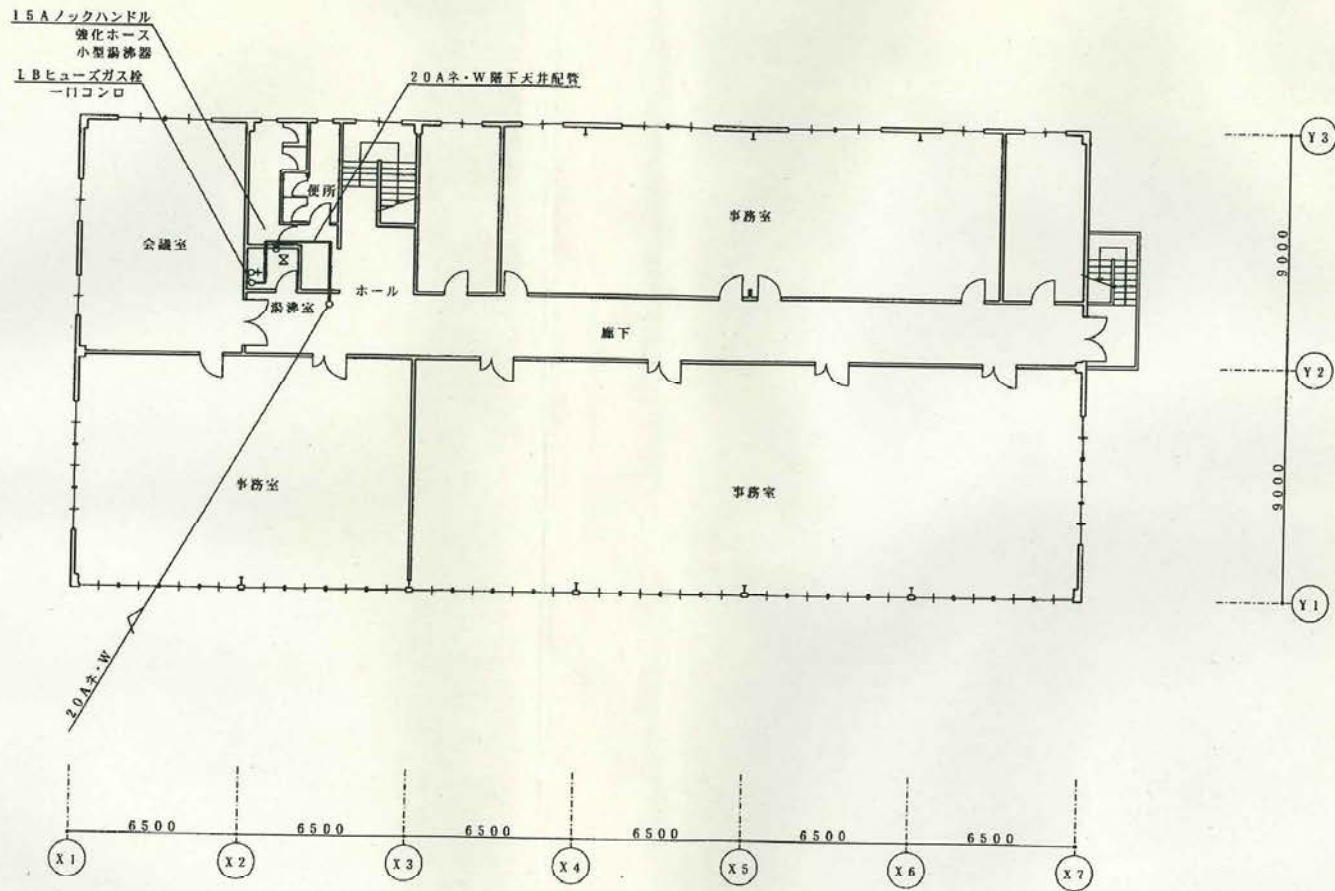 15Aノックハンドル
強化ホース
小型湯沸器
LBヒューズガス栓
一口コンロ
20Aネ・W階下天井配管
便所
会議室
事務室
湯沸室
ホール
廊下
事務室
事務室
20Aネ・W
Y3
9000
Y2
9000
Y1
6500
6500
6500
6500
6500
6500
X1
X2
X3
X4
X5
X6
X7